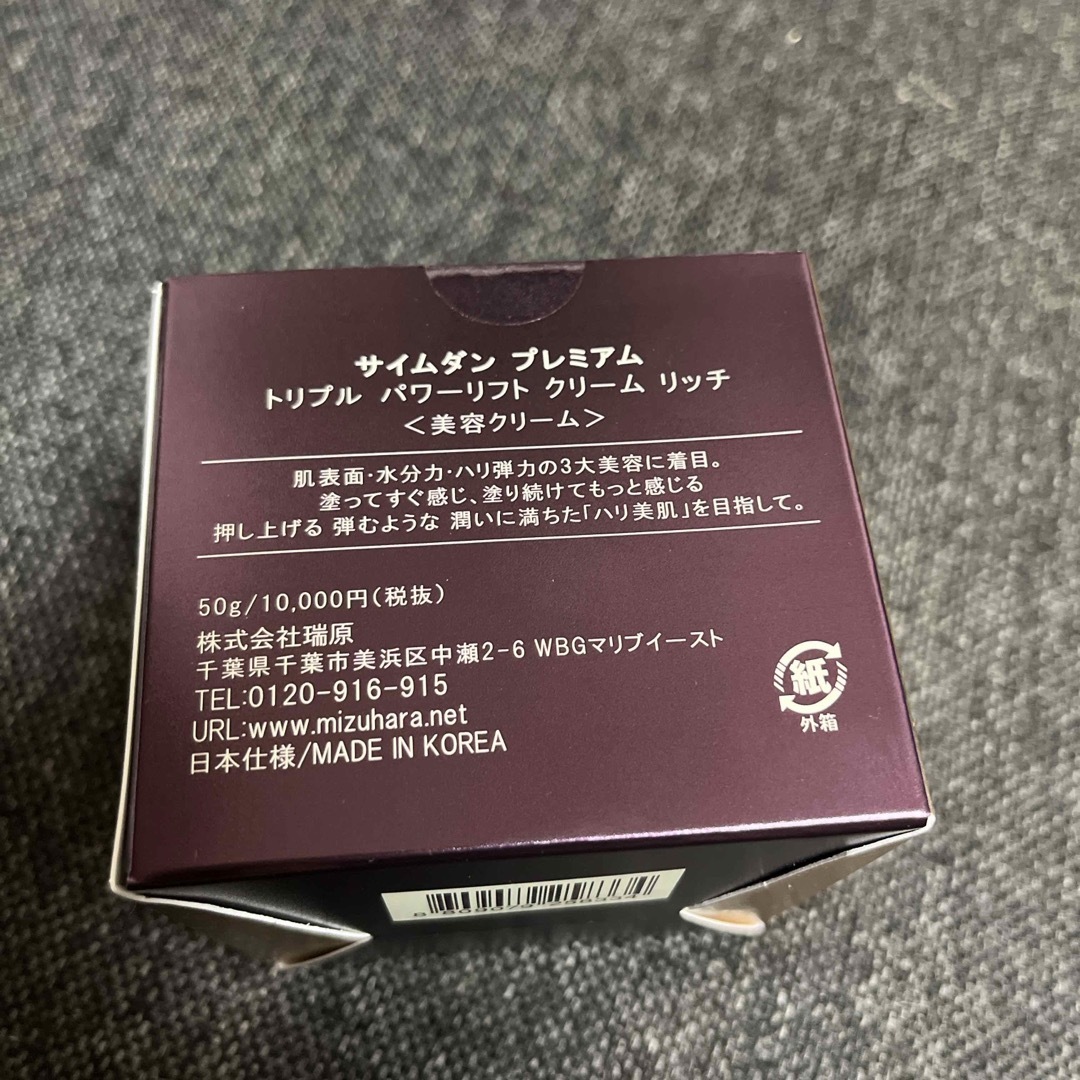 サイムダン プレミアム
トリプル パワーリフト クリーム リッチ
＜美容クリーム＞
肌表面・水分力・ハリ弾力の3大美容に着目。
塗ってすぐ感じ、塗り続けてもっと感じる
押し上げる 弾むような 潤いに満ちた「ハリ美肌」を目指して。
50g/10,000円(税抜)
株式会社瑞原
千葉県千葉市美浜区中瀬2-6 WBGマリブイースト
TEL:0120-916-915
URL:www.mizuhara.net
日本仕様/MADE IN KOREA
紙
外箱